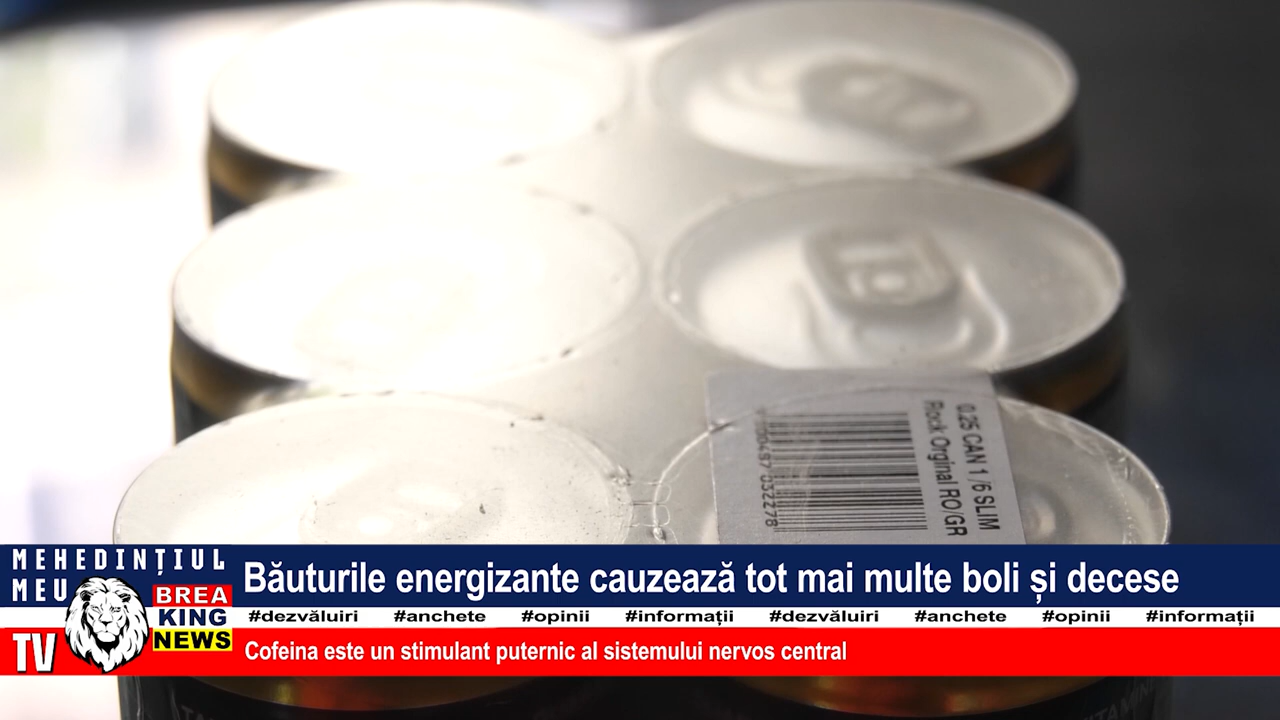 0.25 CAN 1 /6 SLIM
Rock Orginal RO/GR
MEHEDINȚIUL
MEU
TV
BREA
KING
NEWS
Băuturile energizante cauzează tot mai multe boli și decese
#dezvăluiri #anchete #opinii #informații #dezvăluiri #anchete #opinii #informații
Cofeina este un stimulant puternic al sistemului nervos central